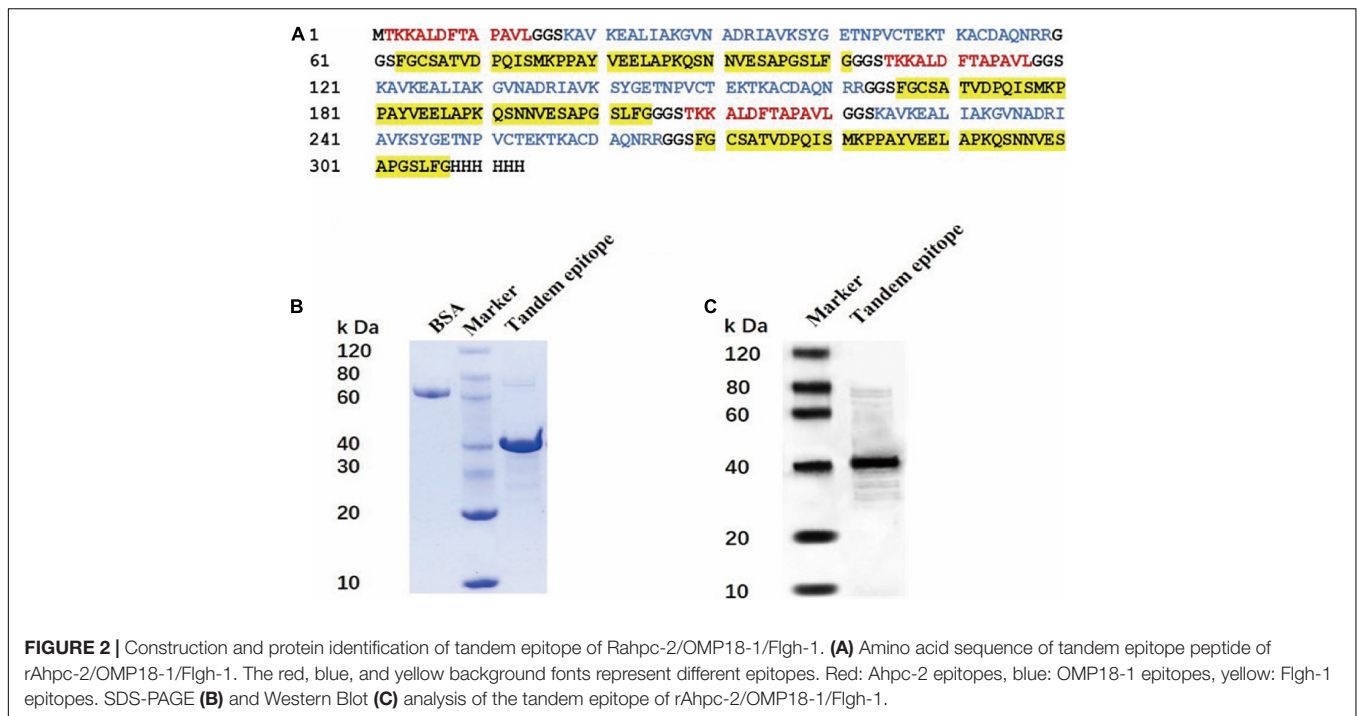 A 1 MTKKALDFTA PAVLGGSKAV KEALIAKGVN ADRIAVKSYG ETNPVCTEKT KACDAQNRRG
61 GSFGCSATVD PQISMKPPAY VEELAPKQSN NVESAPGSLF GGGSTKKALD FTAPAVLGGS
121 KAVKEALIAK GVNADRIAVK SYGETNPVCT EKTKACDAQN RRGGSFGCSA TVDPQISMKP
181 PAYVEELAPK QSNNVESAPG SLFGGGSTKK ALDFTAPAVL GGSKAVKEAL IAKGVNADRI
241 AVKSYGETNP VCTEKTKACD AQNRRGGSFG CSATVDPQIS MKPPAYVEEL APKQSNNVES
301 APGSLFGHHH HHH
B
k Da BSA Marker Tandem epitope
120
80
60
40
30
20
10
C
k Da Marker Tandem epitope
120
80
60
40
20
10
FIGURE 2 | Construction and protein identification of tandem epitope of Rahpc-2/OMP18-1/Flgh-1. (A) Amino acid sequence of tandem epitope peptide of
rAhpc-2/OMP18-1/Flgh-1. The red, blue, and yellow background fonts represent different epitopes. Red: Ahpc-2 epitopes, blue: OMP18-1 epitopes, yellow: Flgh-1
epitopes. SDS-PAGE (B) and Western Blot (C) analysis of the tandem epitope of rAhpc-2/OMP18-1/Flgh-1.